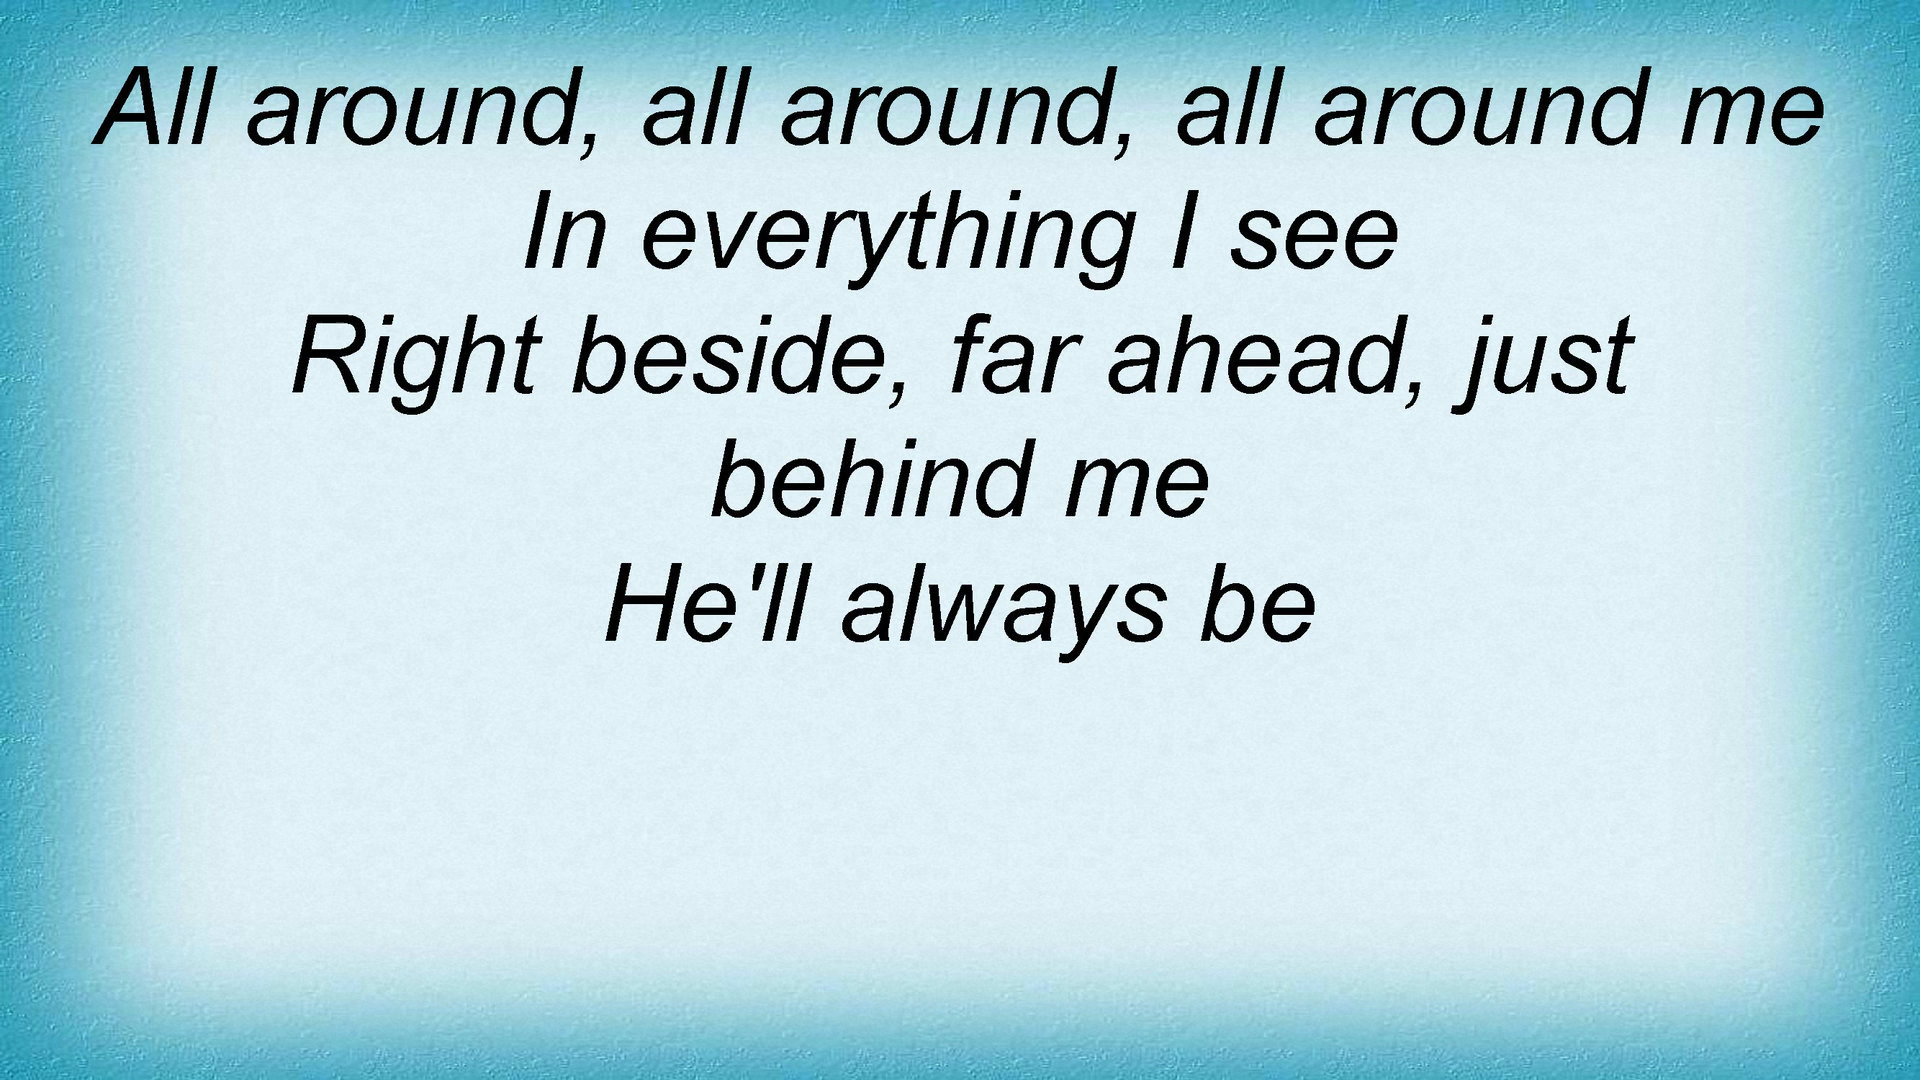 All around, all around, all around me
In everything I see
Right beside, far ahead, just
behind me
He'll always be